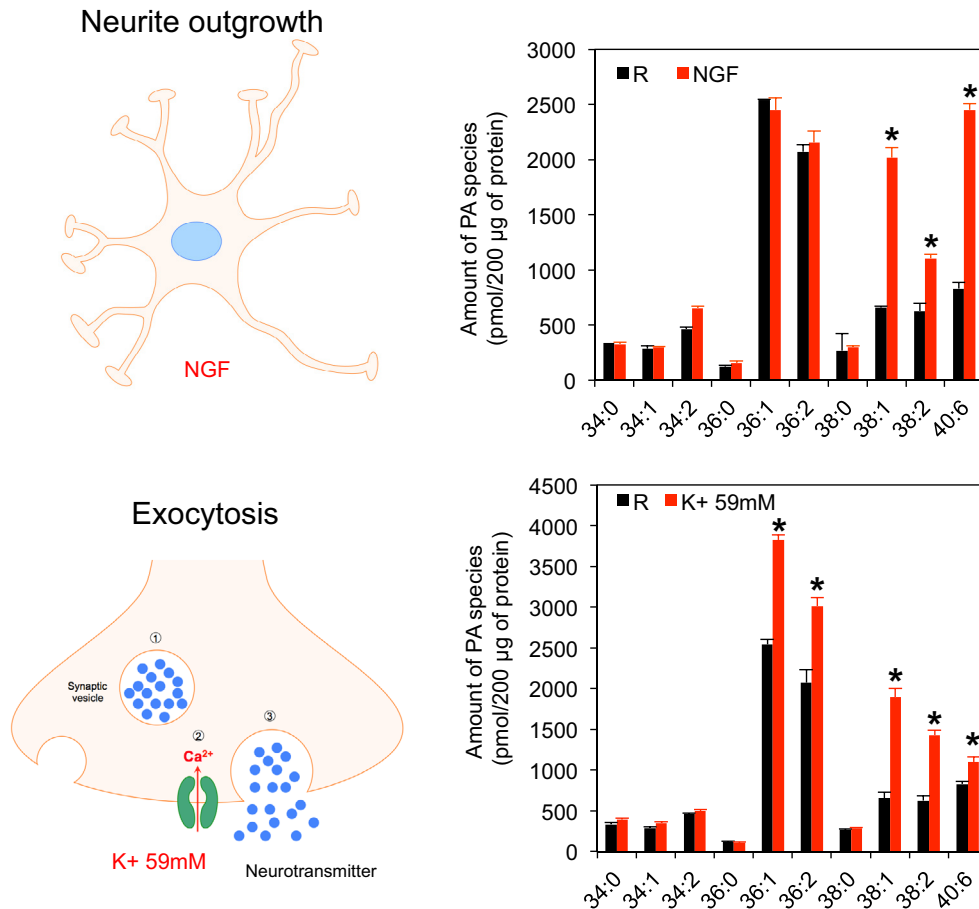 Neurite outgrowth
NGF
Amount of PA species
(pmol/200 µg of protein)
3000
2500
2000
1500
1000
500
0
R NGF
*
*
*
34:0 34:1 34:2 36:0 36:1 36:2 38:0 38:1 38:2 40:6
Exocytosis
①
Synaptic
vesicle
②
③
Ca²⁺
K+ 59mM
Neurotransmitter
Amount of PA species
(pmol/200 µg of protein)
4500
4000
3500
3000
2500
2000
1500
1000
500
0
R K+ 59mM
*
*
*
*
*
34:0 34:1 34:2 36:0 36:1 36:2 38:0 38:1 38:2 40:6